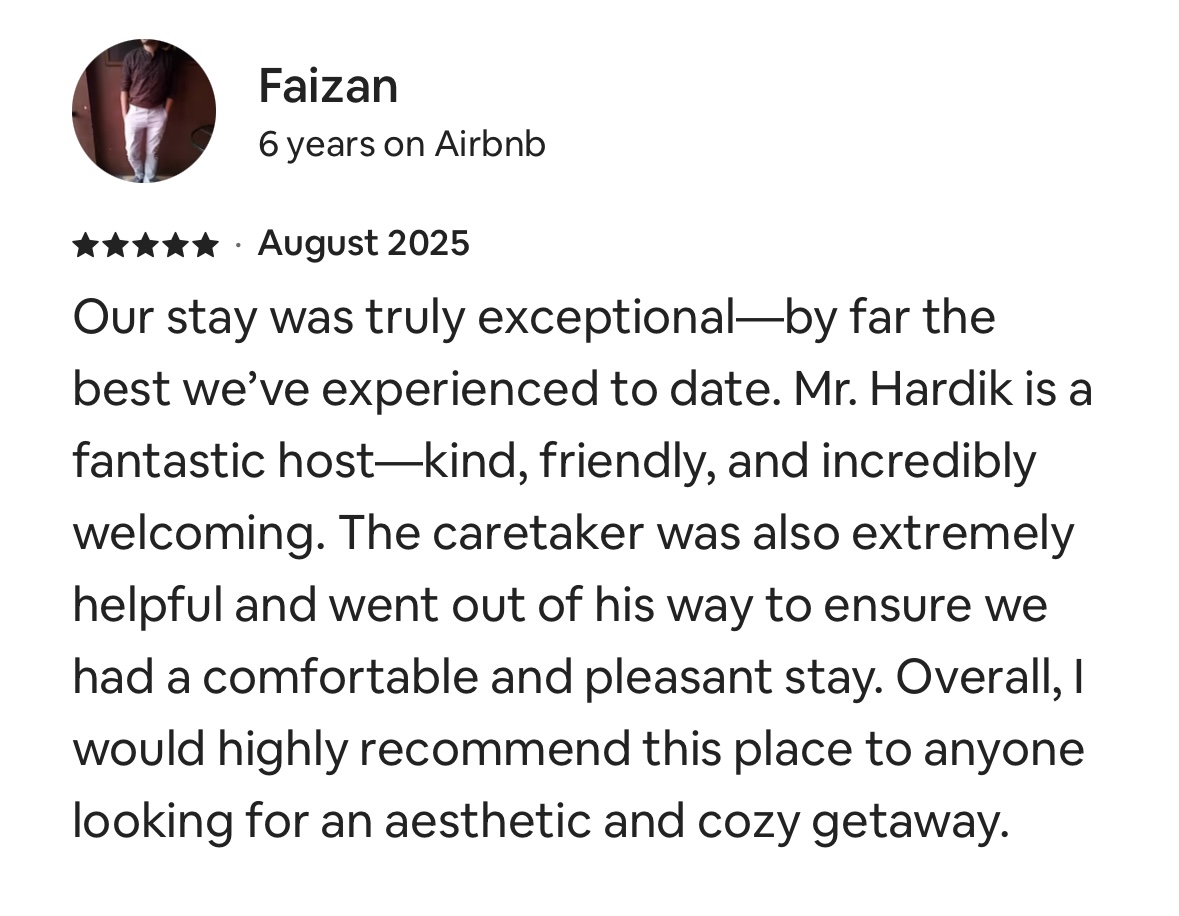 Faizan
6 years on Airbnb
★★★★★ · August 2025
Our stay was truly exceptional—by far the
best we’ve experienced to date. Mr. Hardik is a
fantastic host—kind, friendly, and incredibly
welcoming. The caretaker was also extremely
helpful and went out of his way to ensure we
had a comfortable and pleasant stay. Overall, I
would highly recommend this place to anyone
looking for an aesthetic and cozy getaway.